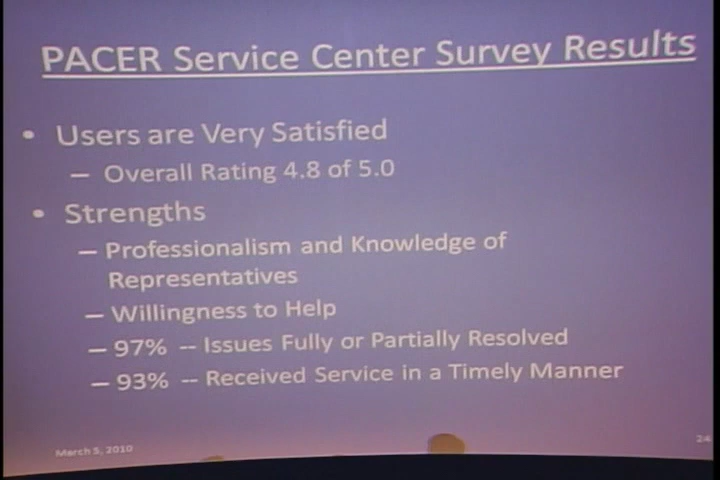 PACER Service Center Survey Results
• Users are Very Satisfied
– Overall Rating 4.8 of 5.0
• Strengths
– Professionalism and Knowledge of
Representatives
– Willingness to Help
– 97% -- Issues Fully or Partially Resolved
– 93% -- Received Service in a Timely Manner
March 5, 2010
24